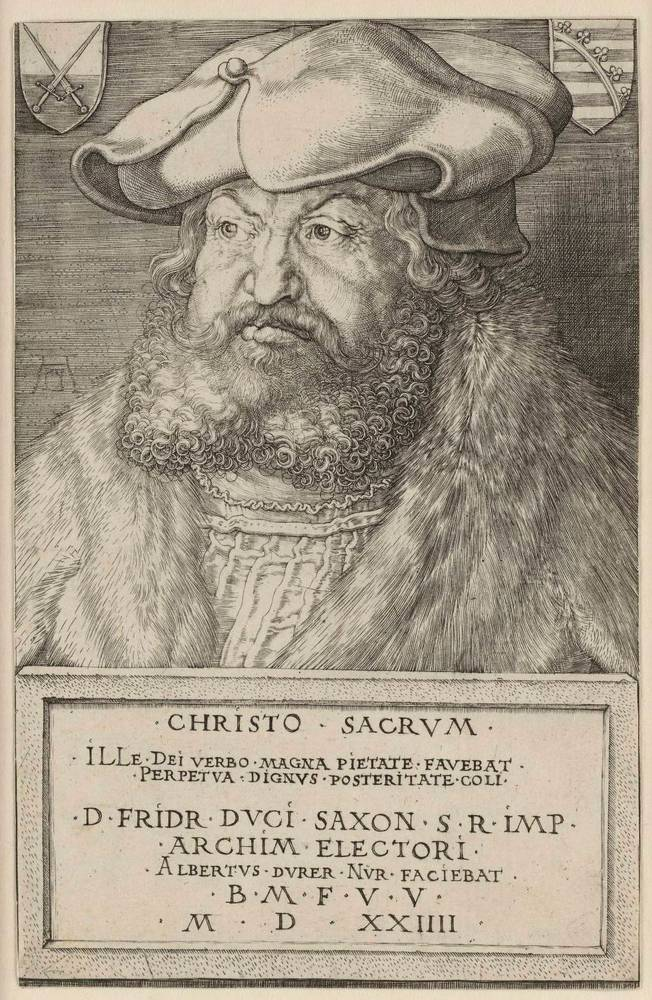 AD
· CHRISTO · SACRVM ·
· ILLE · DEI VERBO · MAGNA PIETATE · FAVEBAT ·
· PERPETVA · DIGNVS · POSTERITATE · COLI ·
· D · FRIDR · DVCI · SAXON · S · R · IMP ·
· ARCHIM · ELECTORI ·
· ALBERTVS · DVRER · NVR · FACIEBAT ·
· B · M · F · V · V ·
· M · D · XXIIII ·